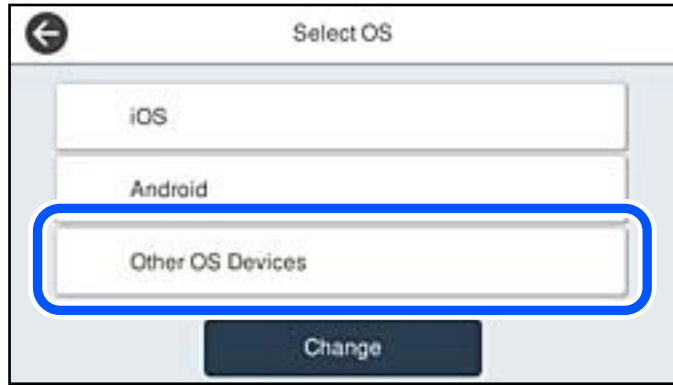 Select OS
iOS
Android
Other OS Devices
Change